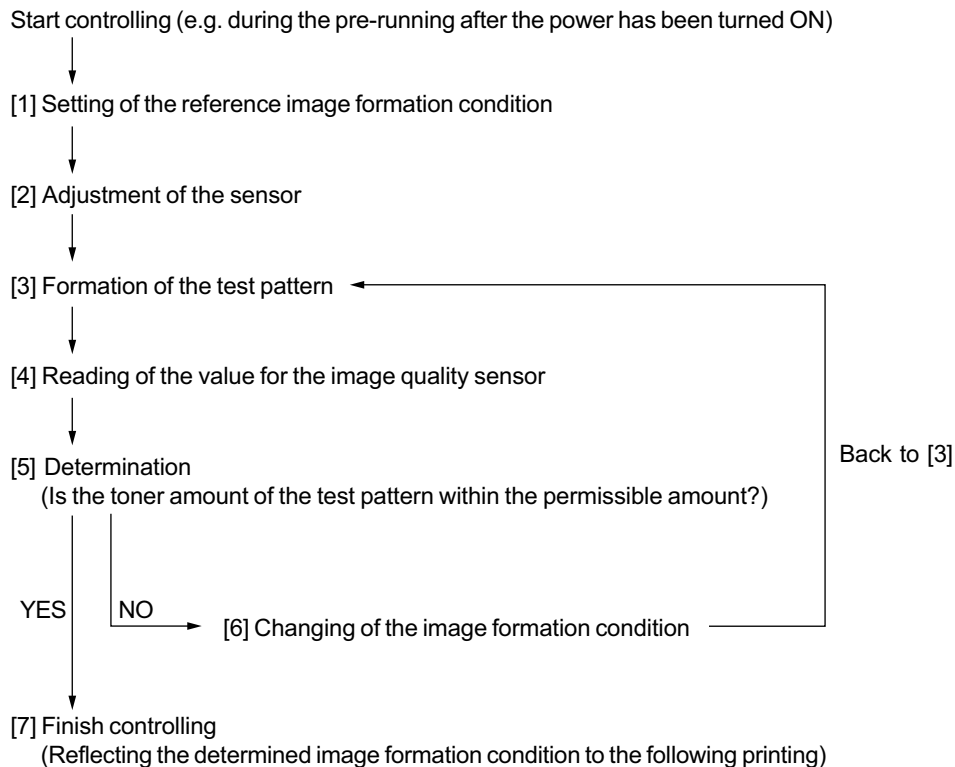 Start controlling (e.g. during the pre-running after the power has been turned ON)
[1] Setting of the reference image formation condition
[2] Adjustment of the sensor
[3] Formation of the test pattern
[4] Reading of the value for the image quality sensor
Back to [3]
[5] Determination
(Is the toner amount of the test pattern within the permissible amount?)
YES
NO
[6] Changing of the image formation condition
[7] Finish controlling
(Reflecting the determined image formation condition to the following printing)